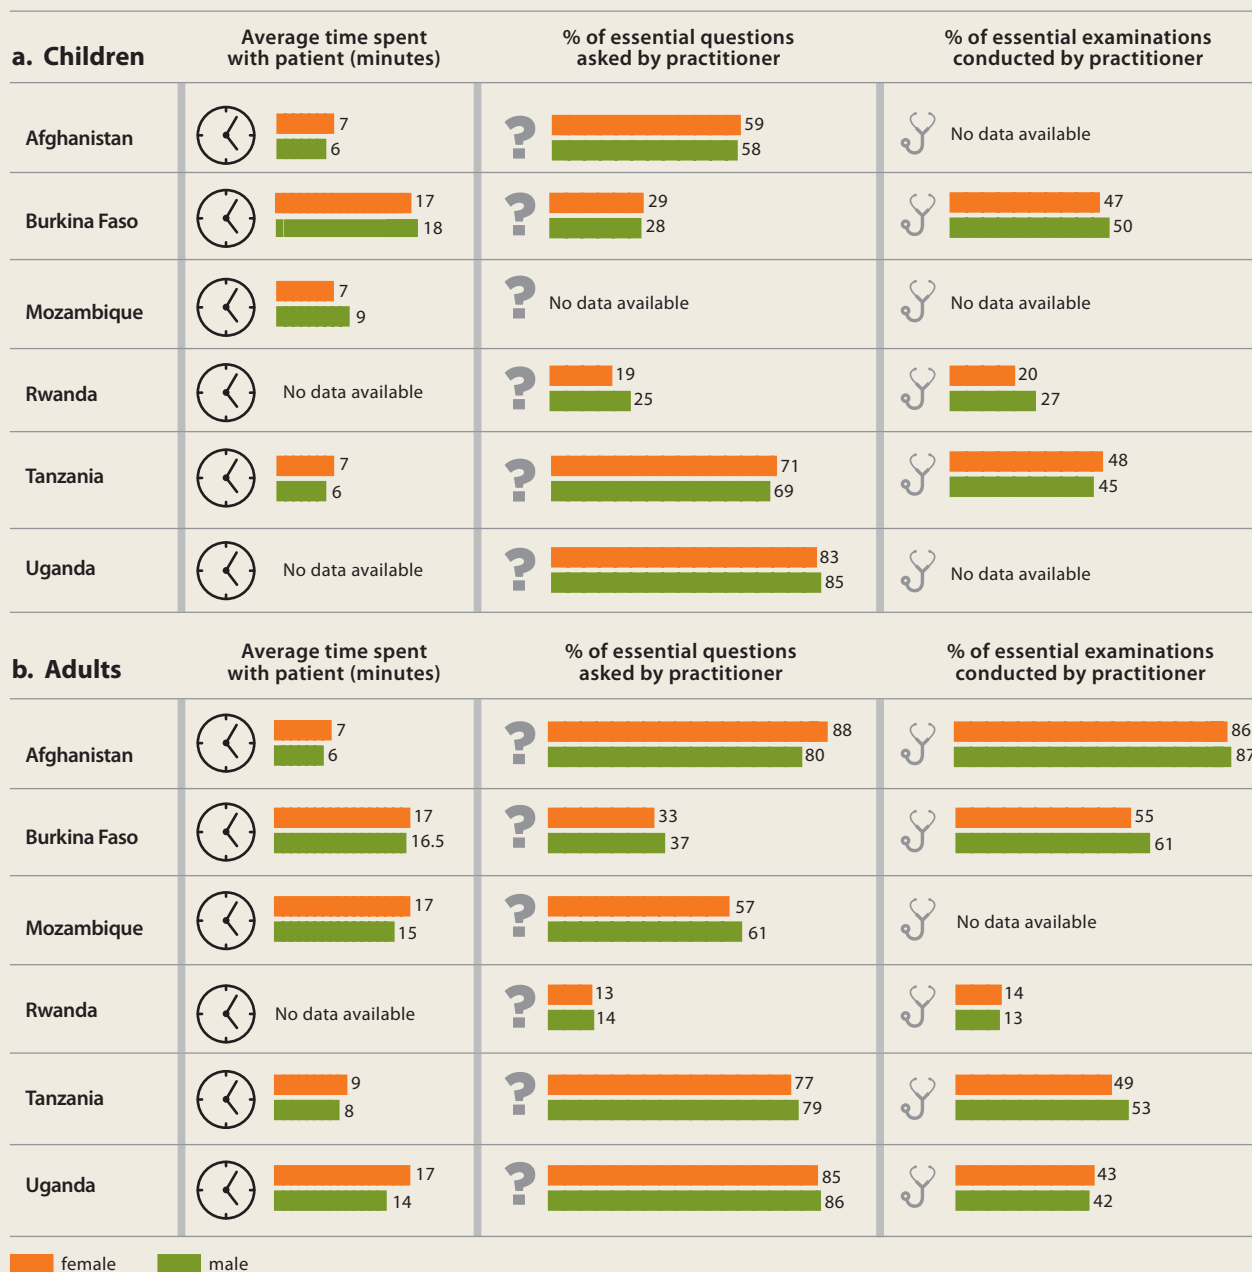 a. Children
Average time spent
with patient (minutes)
% of essential questions
asked by practitioner
% of essential examinations
conducted by practitioner
Afghanistan
7
6
59
58
No data available
Burkina Faso
17
18
29
28
47
50
Mozambique
7
9
No data available
No data available
Rwanda
No data available
19
25
20
27
Tanzania
7
6
71
69
48
45
Uganda
No data available
83
85
No data available
b. Adults
Average time spent
with patient (minutes)
% of essential questions
asked by practitioner
% of essential examinations
conducted by practitioner
Afghanistan
7
6
88
80
86
87
Burkina Faso
17
16.5
33
37
55
61
Mozambique
17
15
57
61
No data available
Rwanda
No data available
13
14
14
13
Tanzania
9
8
77
79
49
53
Uganda
17
14
85
86
43
42
female
male